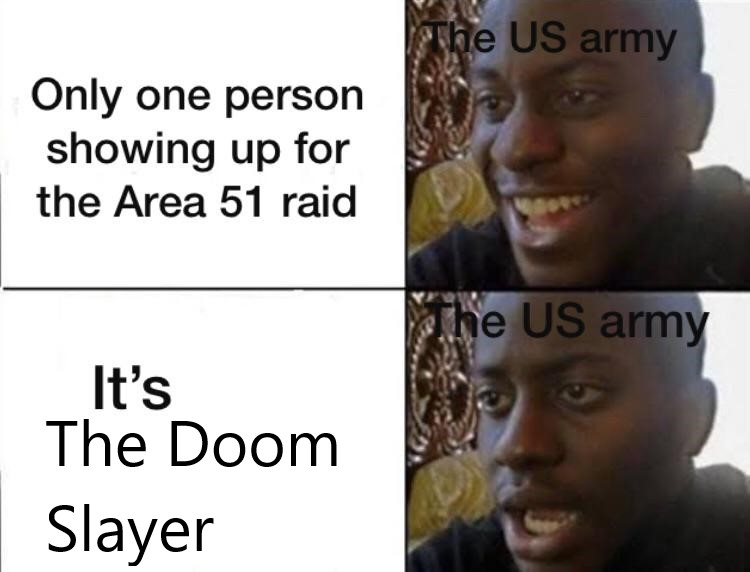 The US army
Only one person
showing up for
the Area 51 raid
The US army
It’s
The Doom
Slayer